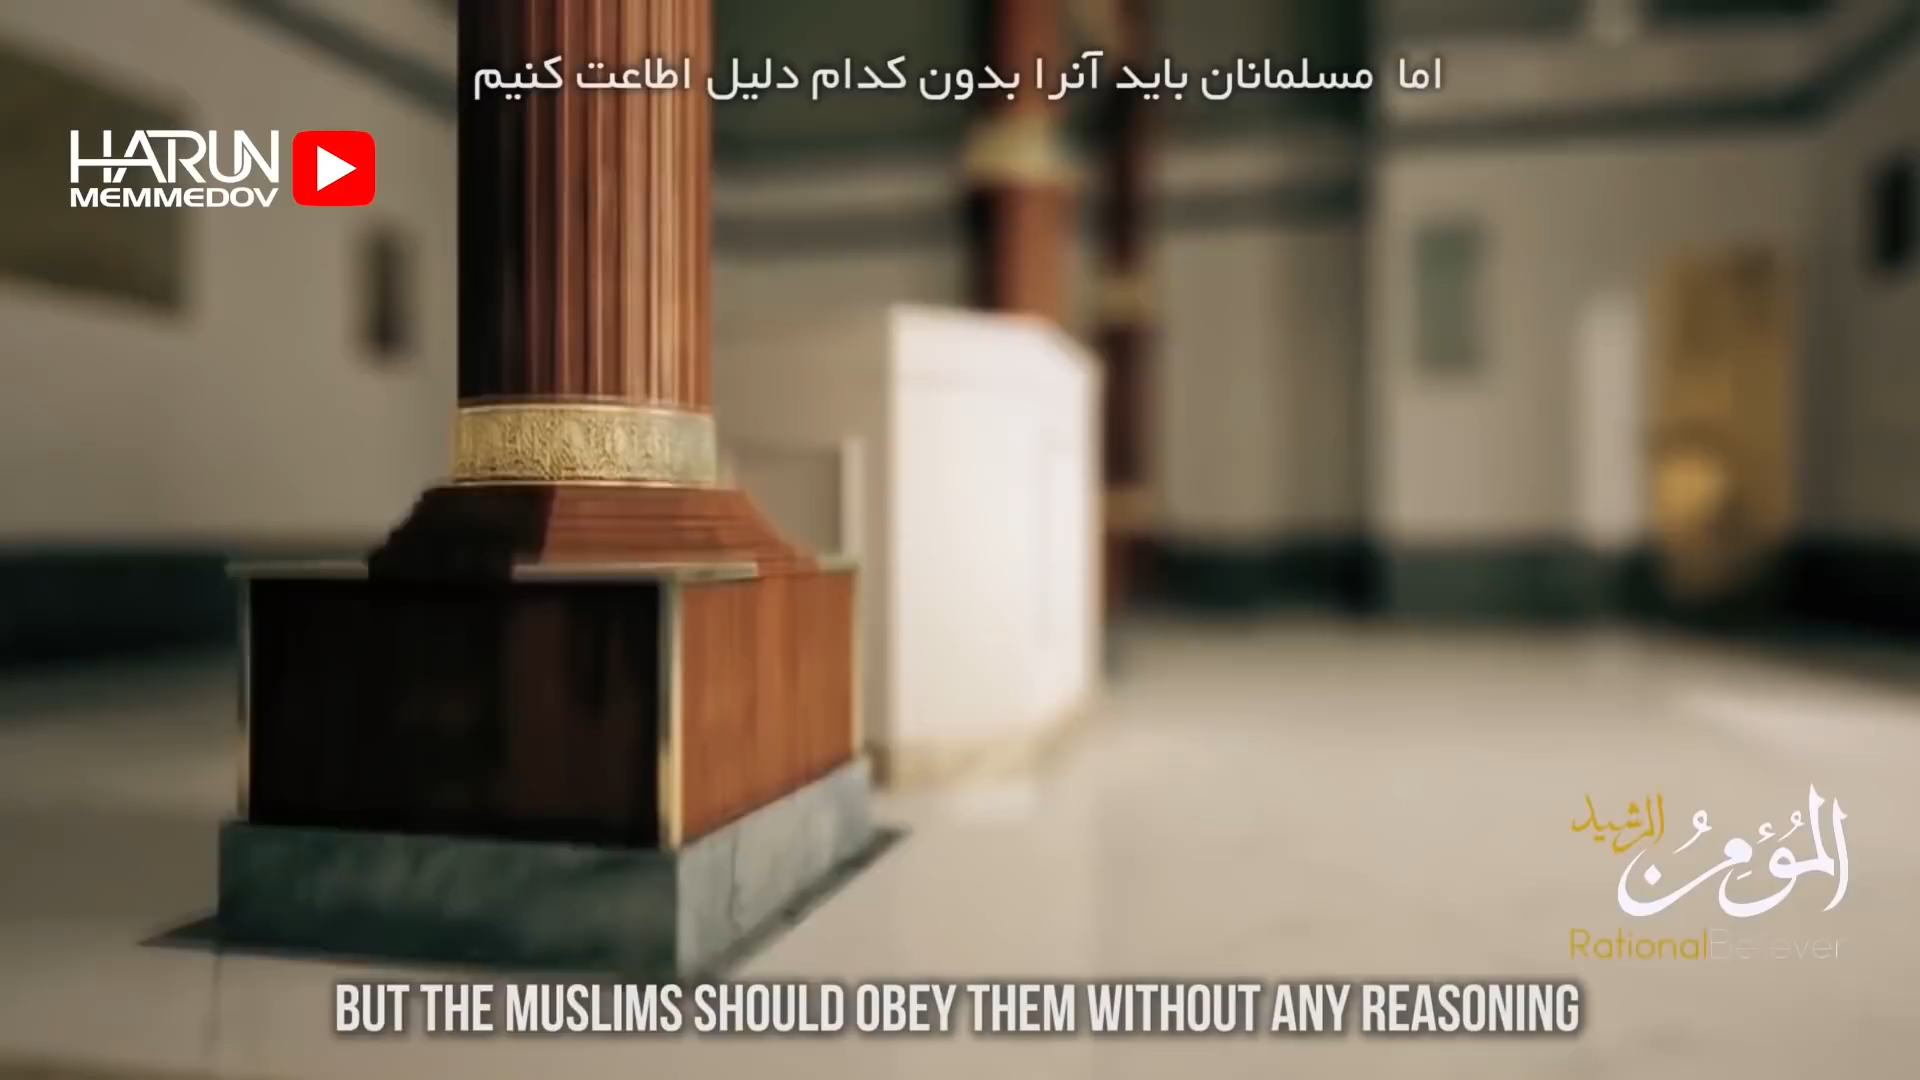 اما مسلمانان باید آنرا بدون کدام دلیل اطاعت کنیم
HARUN
MEMMEDOV
المؤمن الرشيد
RationalBeliever
BUT THE MUSLIMS SHOULD OBEY THEM WITHOUT ANY REASONING